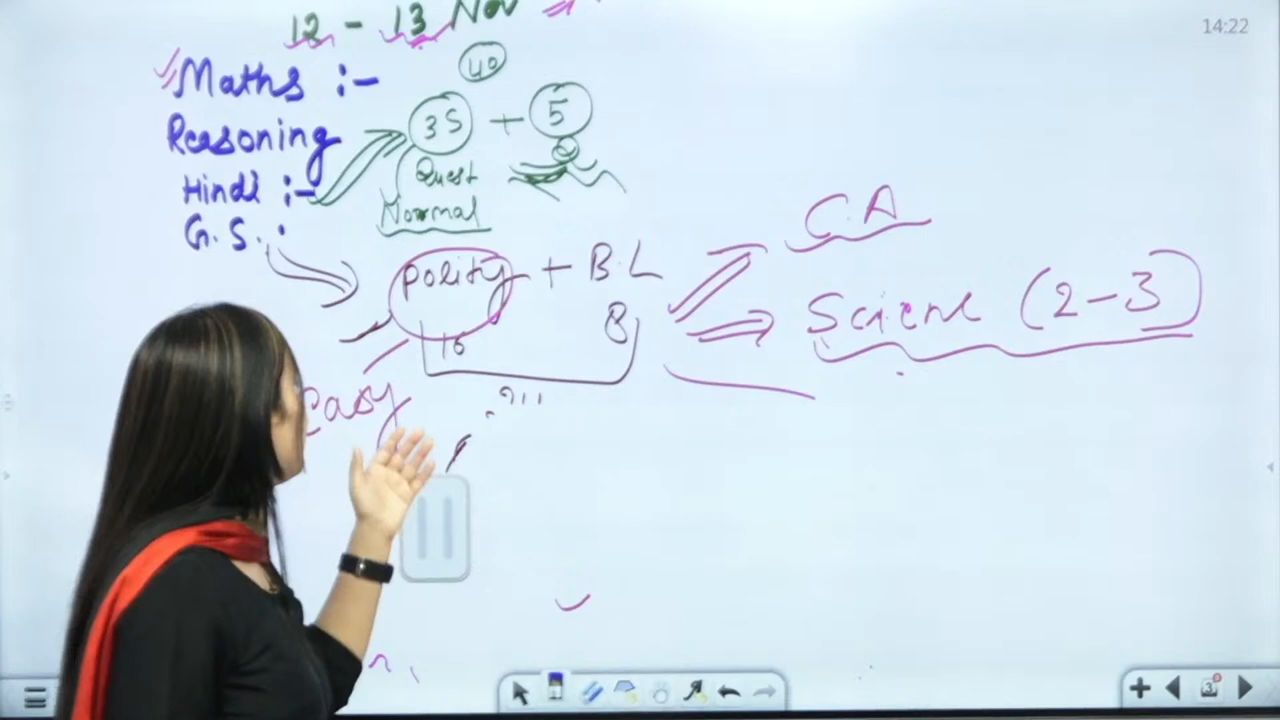 12 - 13 Nov
14:22
Maths :-
40
Reasoning
35 + 5
Hindi :-
Quest
Normal
G.S. :
C.A
polity + B.L
Science (2-3)
16
8
easy
3